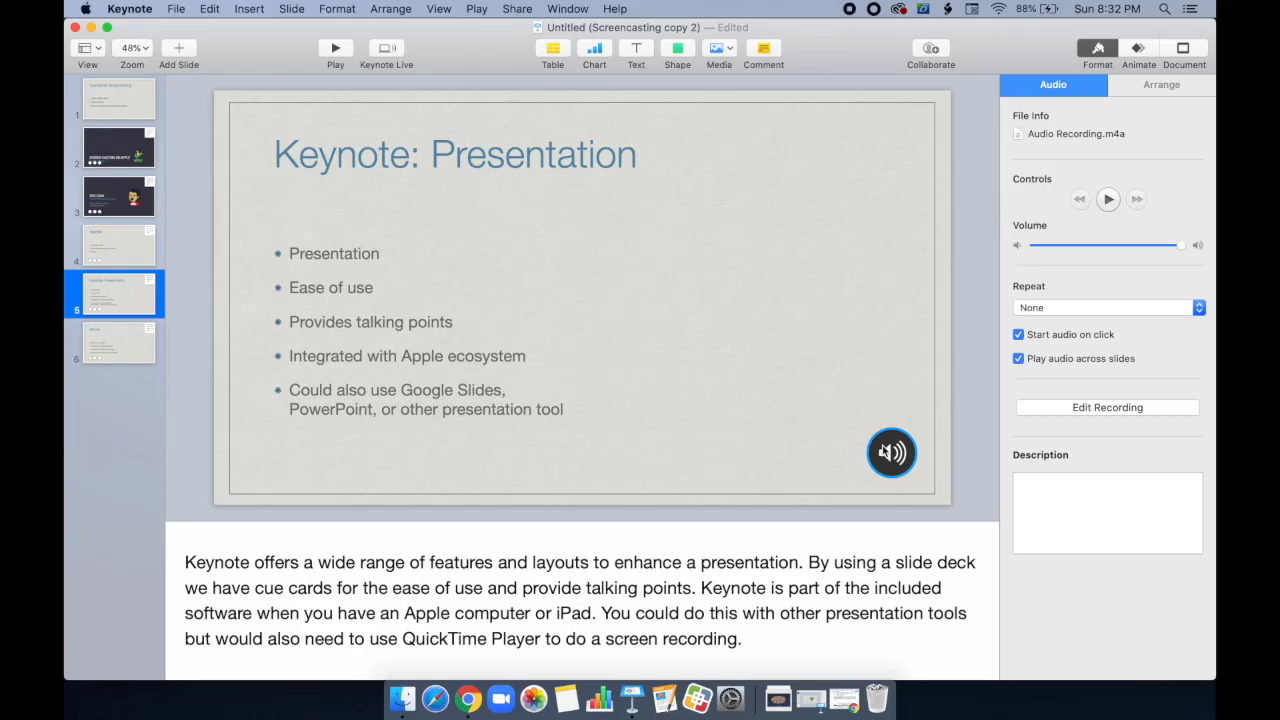 Keynote File Edit Insert Slide Format Arrange View Play Share Window Help 88% Sun 8:32 PM
Untitled (Screencasting copy 2) — Edited
48%
View Zoom Add Slide Play Keynote Live Table Chart Text Shape Media Comment Collaborate Format Animate Document
Audio Arrange
1
2
3
4
5
6
Keynote: Presentation
Presentation
Ease of use
Provides talking points
Integrated with Apple ecosystem
Could also use Google Slides,
PowerPoint, or other presentation tool
File Info
Audio Recording.m4a
Controls
Volume
Repeat
None
Start audio on click
Play audio across slides
Edit Recording
Description
Keynote offers a wide range of features and layouts to enhance a presentation. By using a slide deck
we have cue cards for the ease of use and provide talking points. Keynote is part of the included
software when you have an Apple computer or iPad. You could do this with other presentation tools
but would also need to use QuickTime Player to do a screen recording.